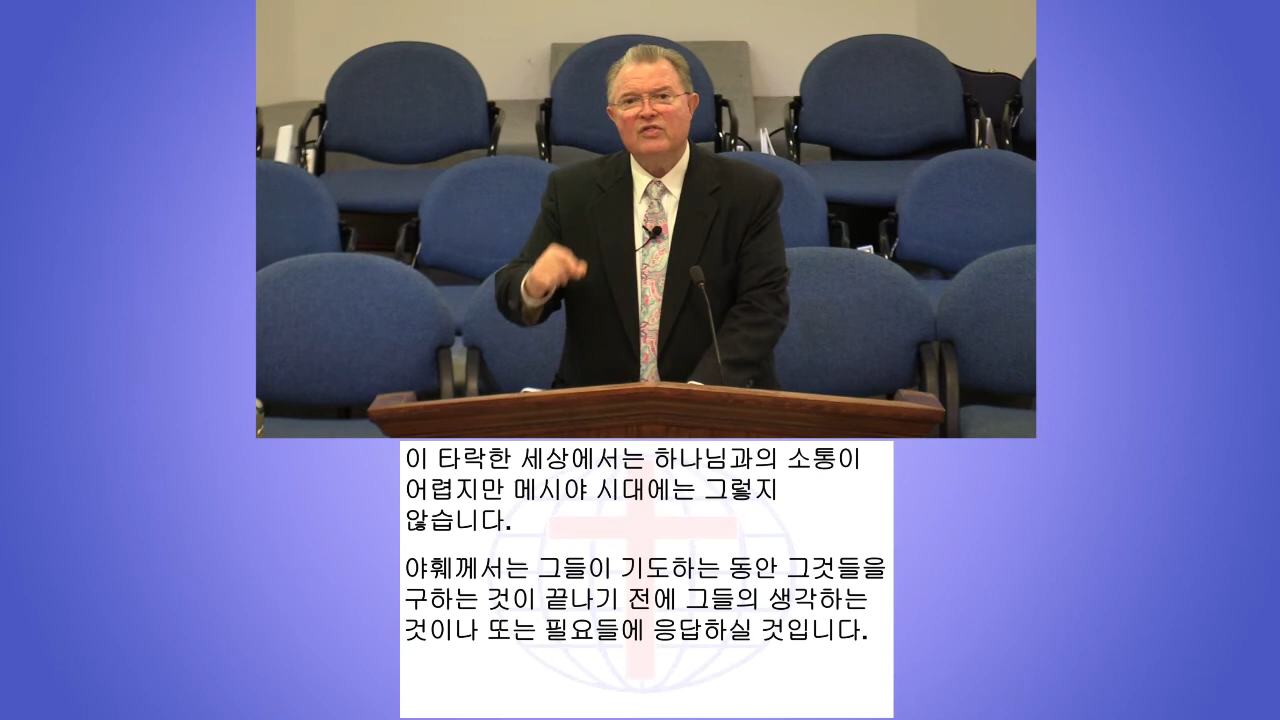 이 타락한 세상에서는 하나님과의 소통이
어렵지만 메시야 시대에는 그렇지
않습니다.
야훼께서는 그들이 기도하는 동안 그것들을
구하는 것이 끝나기 전에 그들의 생각하는
것이나 또는 필요들에 응답하실 것입니다.